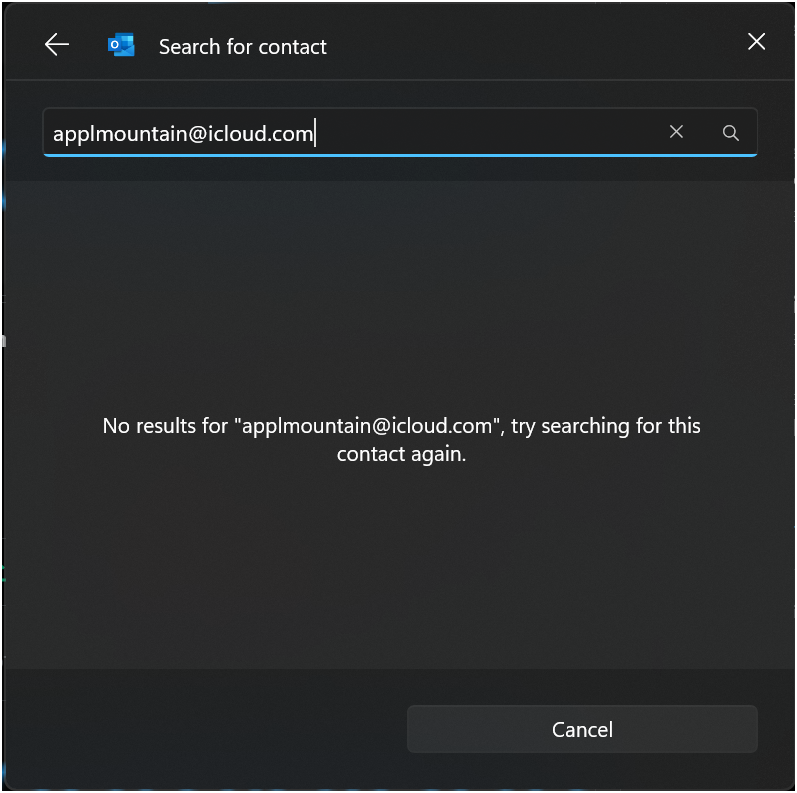 Search for contact
applmountain@icloud.com
No results for "applmountain@icloud.com", try searching for this
contact again.
Cancel